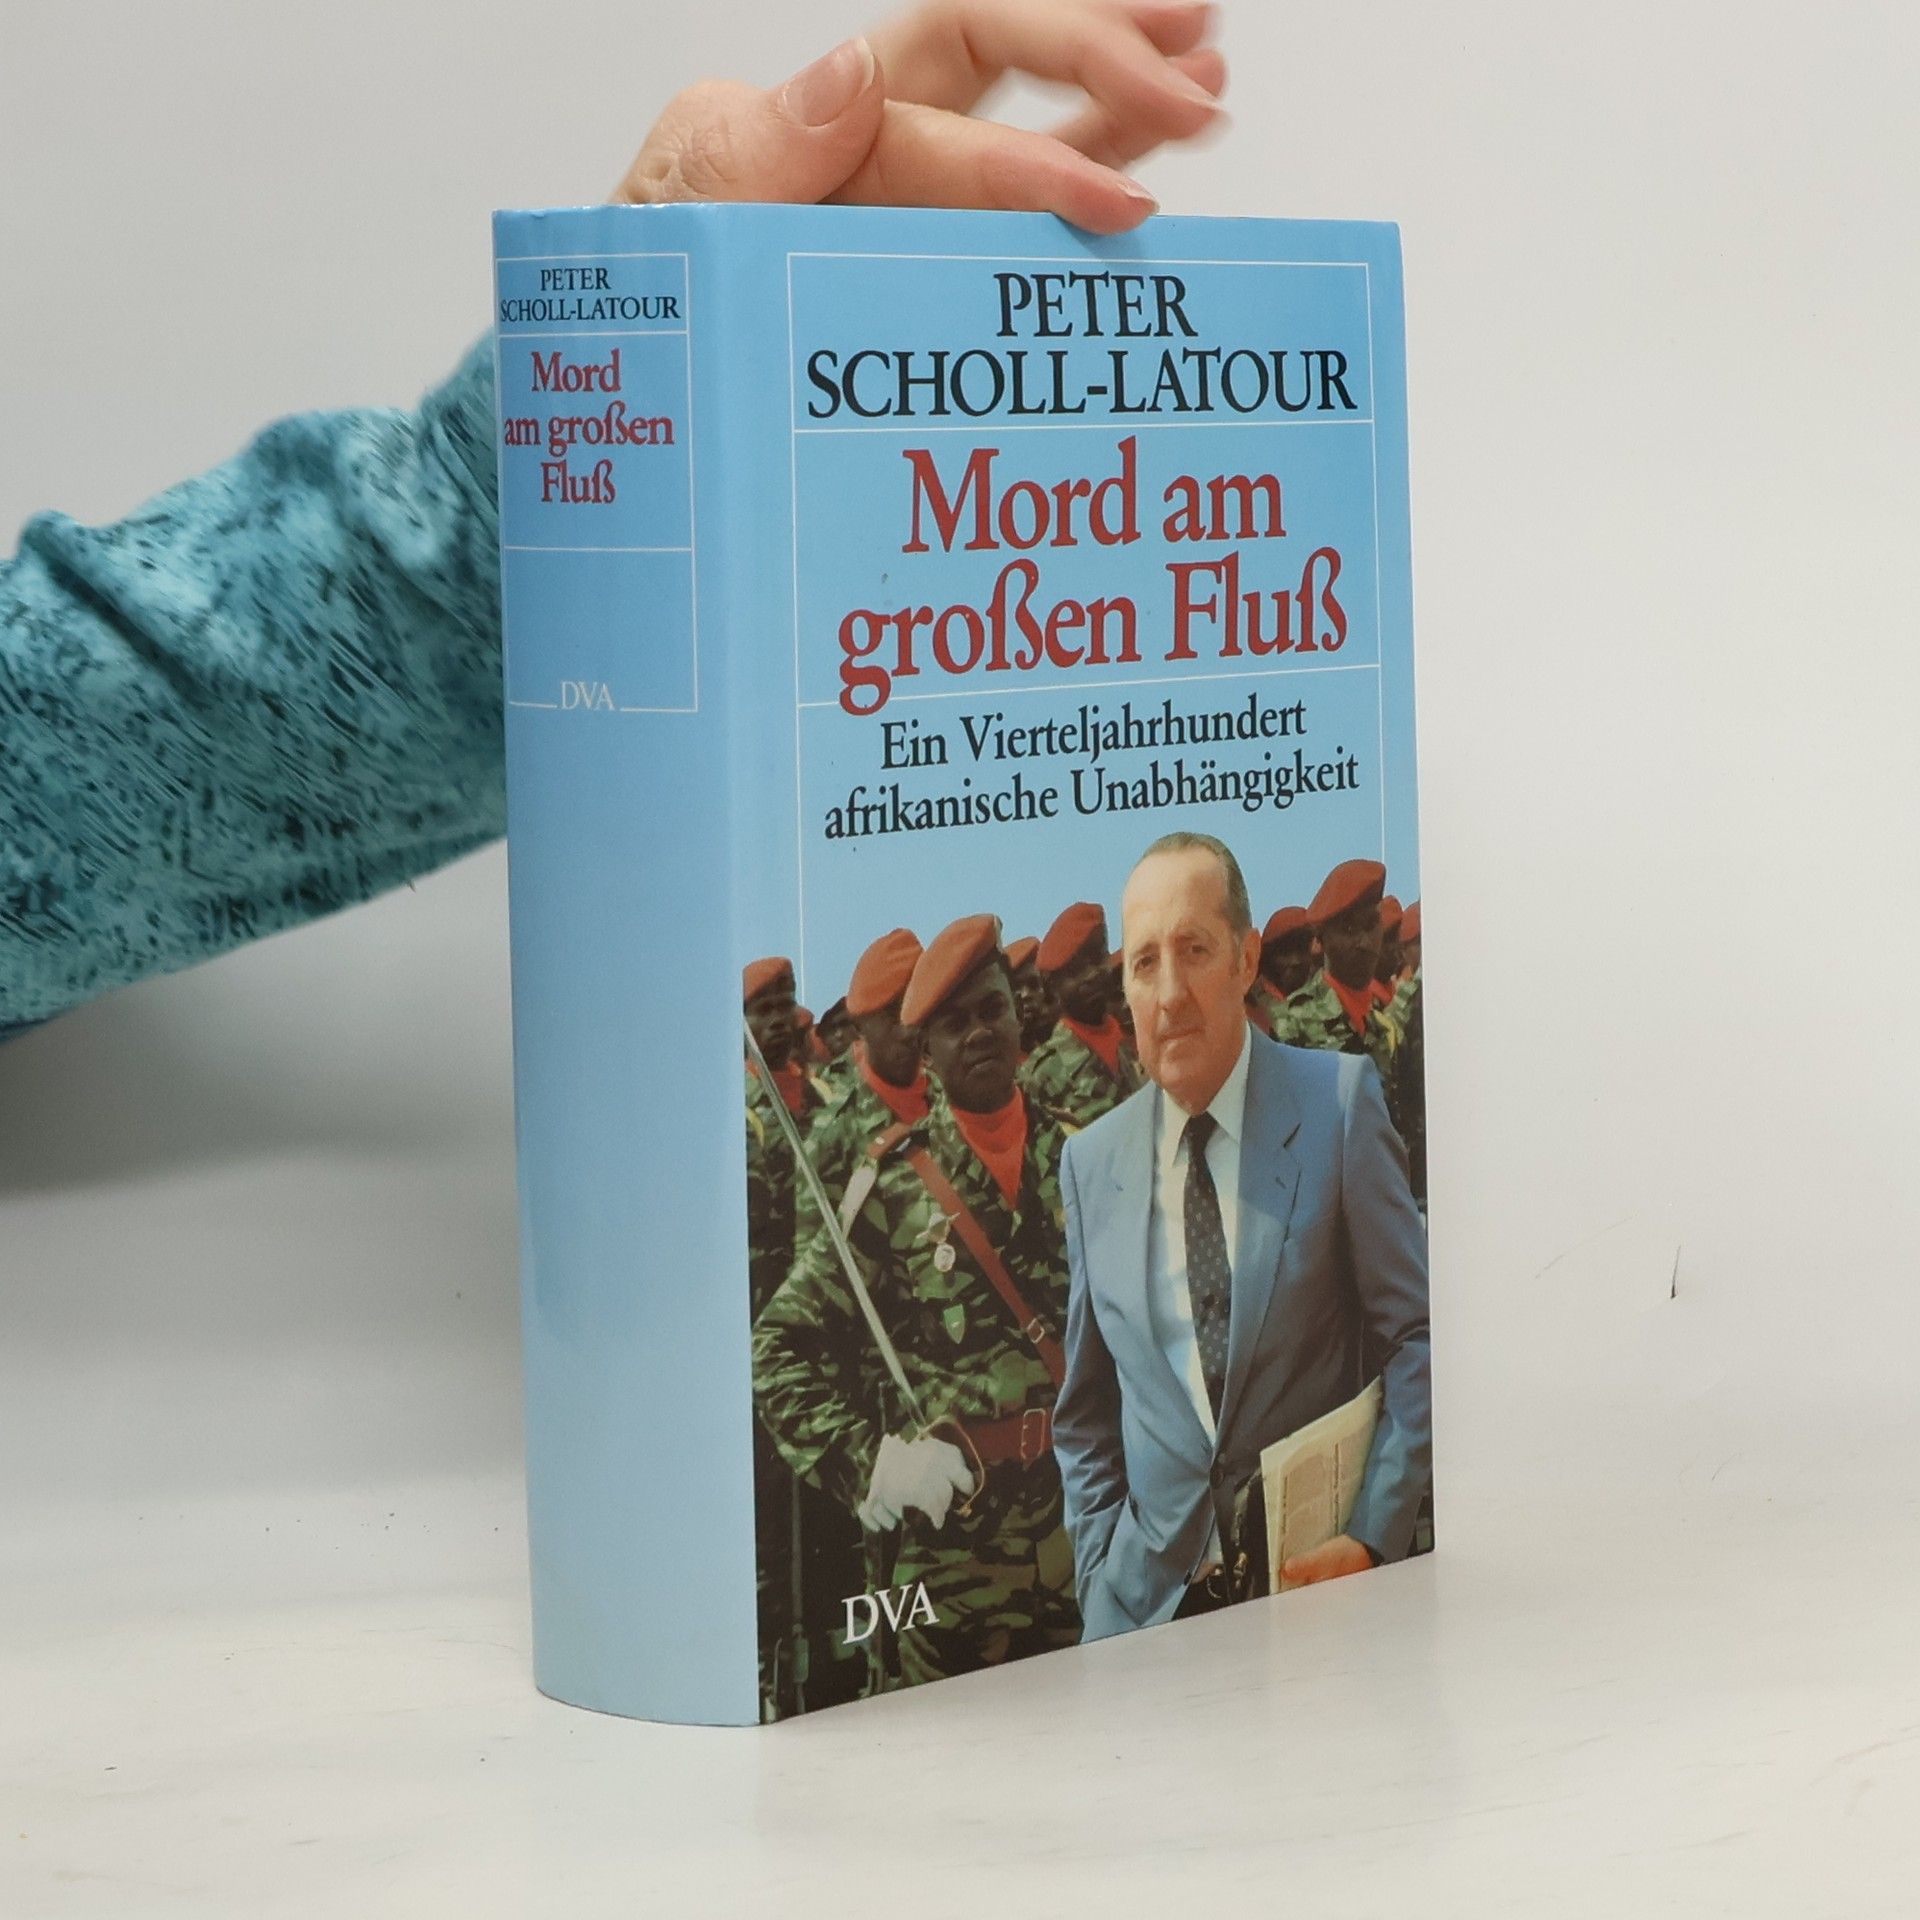 PETER
SCHOLL-LATOUR
Mord
am großen
Fluß
DVA
PETER
SCHOLL-LATOUR
Mord am
großen Fluß
Ein Vierteljahrhundert
afrikanische Unabhängigkeit
DVA